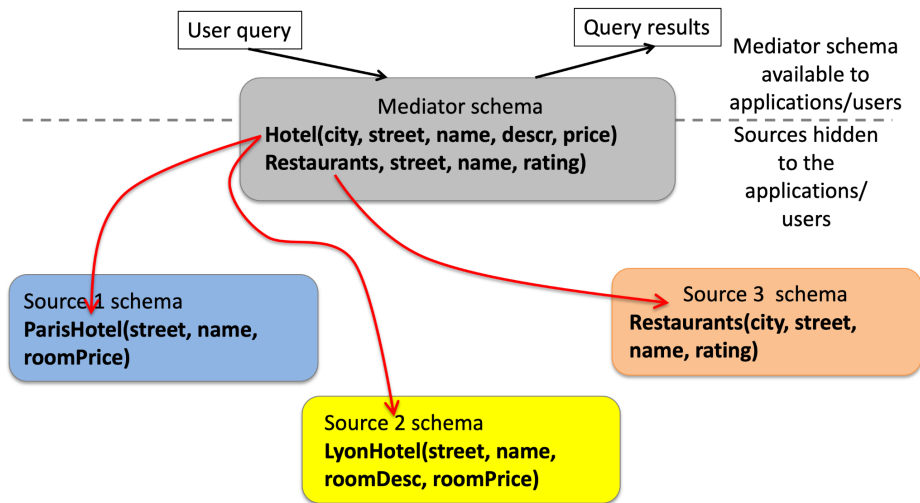 User query
Query results
Mediator schema
available to
applications/users
Mediator schema
Hotel(city, street, name, descr, price)
Restaurants, street, name, rating)
Sources hidden
to the
applications/
users
Source 1 schema
ParisHotel(street, name,
roomPrice)
Source 3 schema
Restaurants(city, street,
name, rating)
Source 2 schema
LyonHotel(street, name,
roomDesc, roomPrice)